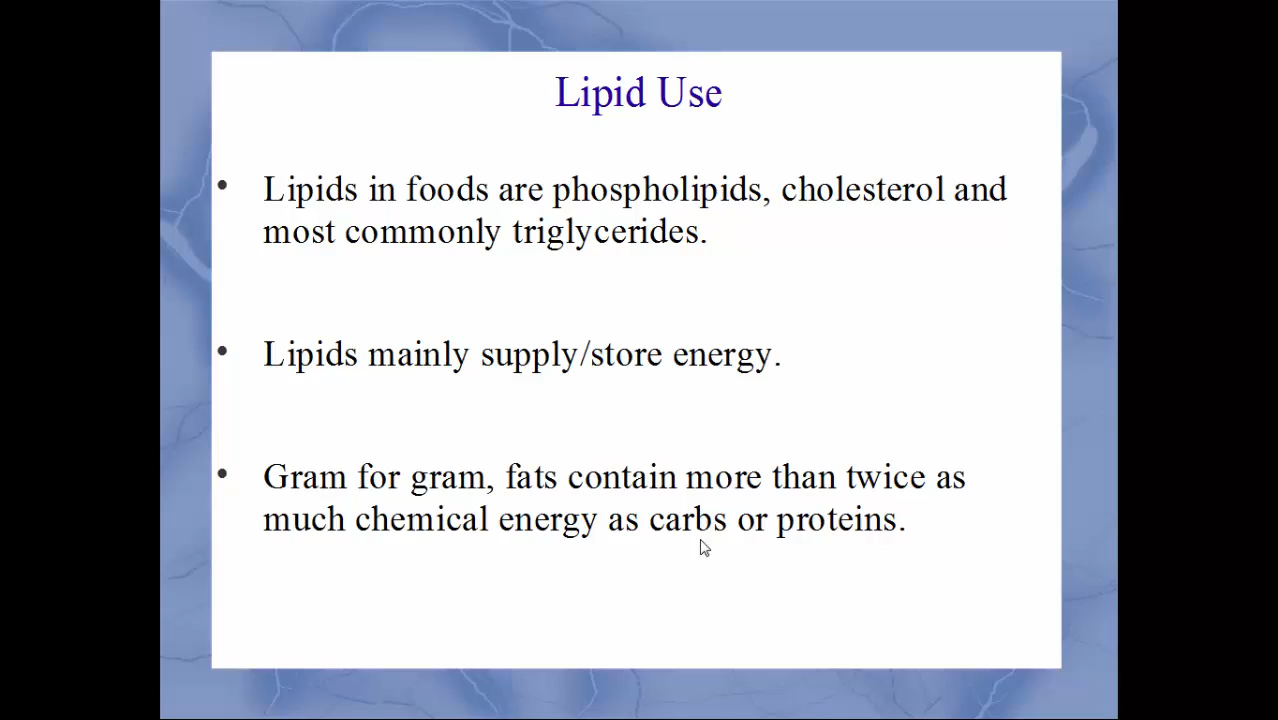 Lipid Use
• Lipids in foods are phospholipids, cholesterol and
most commonly triglycerides.
• Lipids mainly supply/store energy.
• Gram for gram, fats contain more than twice as
much chemical energy as carbs or proteins.